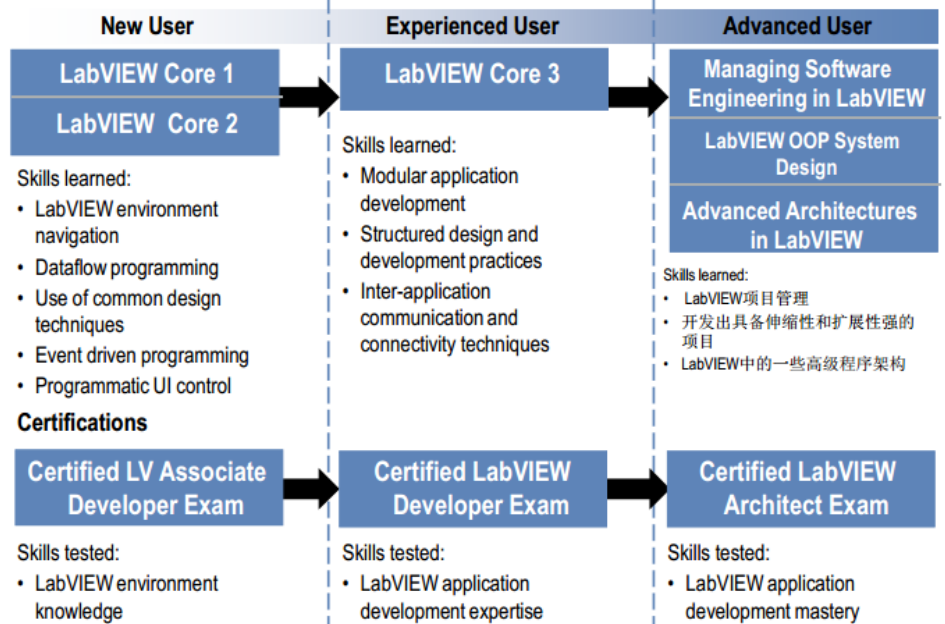 New User
Experienced User
Advanced User
LabVIEW Core 1
LabVIEW Core 2
LabVIEW Core 3
Managing Software
Engineering in LabVIEW
LabVIEW OOP System
Design
Advanced Architectures
in LabVIEW
Skills learned:
• LabVIEW environment
navigation
• Dataflow programming
• Use of common design
techniques
• Event driven programming
• Programmatic UI control
Skills learned:
• Modular application
development
• Structured design and
development practices
• Inter-application
communication and
connectivity techniques
Skills learned:
• LabVIEW项目管理
• 开发出具备伸缩性和扩展性强的
项目
• LabVIEW中的一些高级程序架构
Certifications
Certified LV Associate
Developer Exam
Certified LabVIEW
Developer Exam
Certified LabVIEW
Architect Exam
Skills tested:
• LabVIEW environment
knowledge
Skills tested:
• LabVIEW application
development expertise
Skills tested:
• LabVIEW application
development mastery